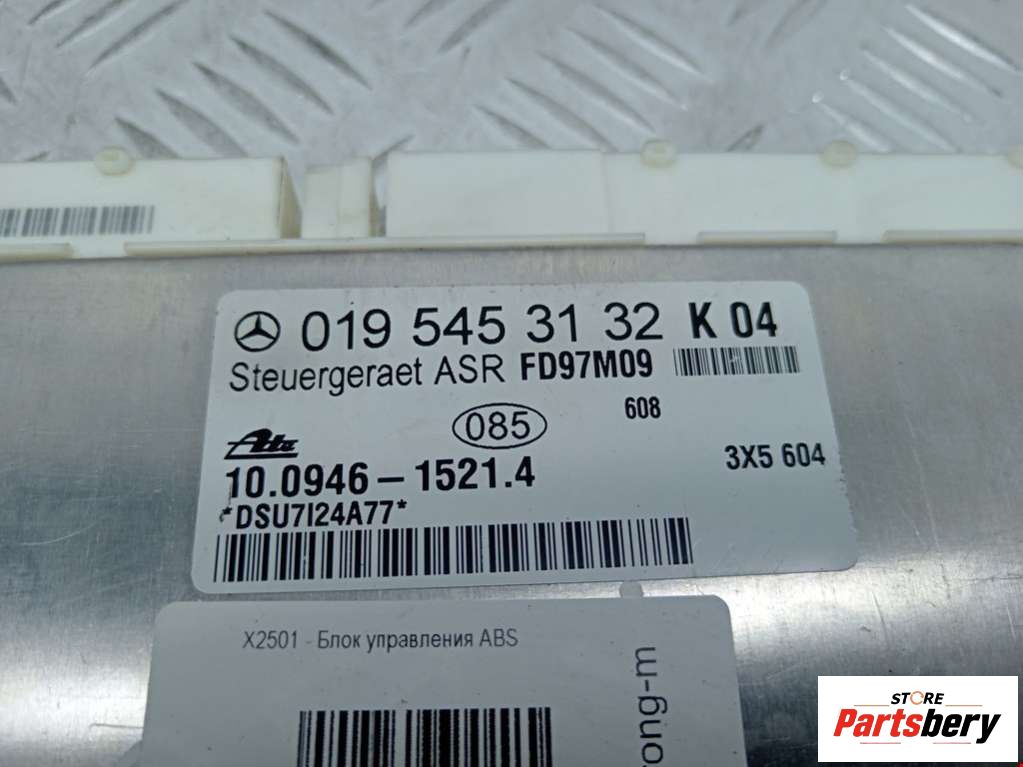 019 545 31 32 K 04
Steuergeraet ASR FD97M09
085 608
Ate
10.0946-1521.4 3X5 604
*DSU7I24A77*
X2501 - Блок управления ABS
rong-m
STORE
Partsbery